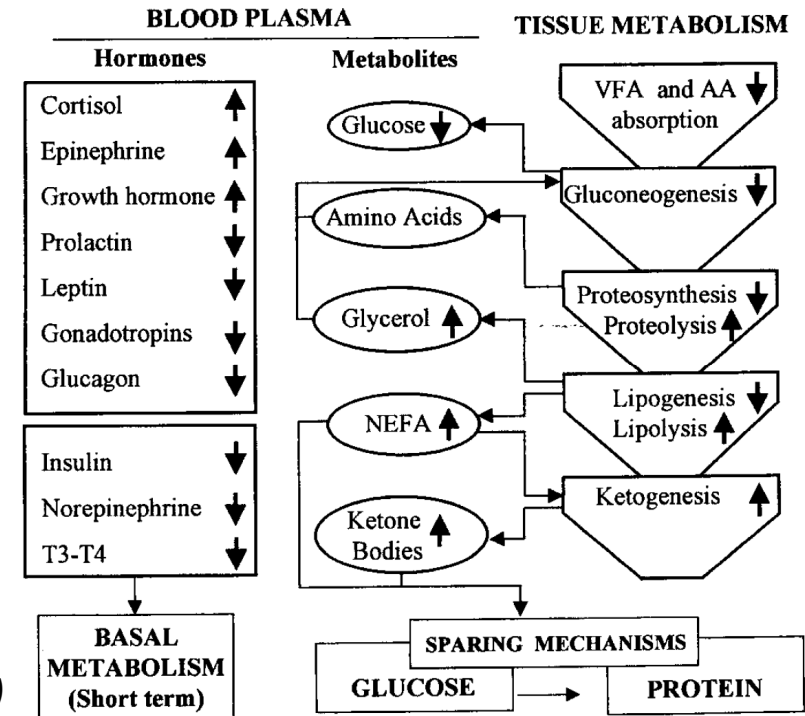 BLOOD PLASMA
TISSUE METABOLISM
Hormones
Metabolites
Cortisol
Epinephrine
Growth hormone
Prolactin
Leptin
Gonadotropins
Glucagon
Insulin
Norepinephrine
T3-T4
BASAL
METABOLISM
(Short term)
Glucose
Amino Acids
Glycerol
NEFA
Ketone
Bodies
VFA and AA
absorption
Gluconeogenesis
Proteosynthesis
Proteolysis
Lipogenesis
Lipolysis
Ketogenesis
SPARING MECHANISMS
GLUCOSE
PROTEIN
)